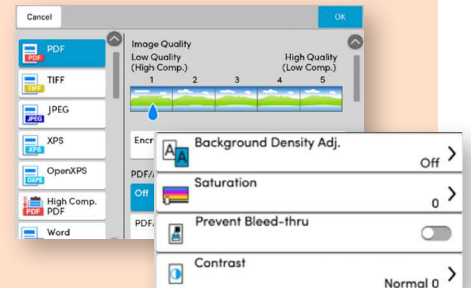 Cancel
OK
PDF
PDF
TIFF
TIFF
JPEG
JPEG
XPS
XPS
OpenXPS
OXPS
High Comp.
PDF
PDF
Word
Image Quality
Low Quality
(High Comp.)
High Quality
(Low Comp.)
1 2 3 4 5
Encr
PDF/A
Off
PDF/
Background Density Adj.
Off
Saturation
0
Prevent Bleed-thru
Contrast
Normal 0